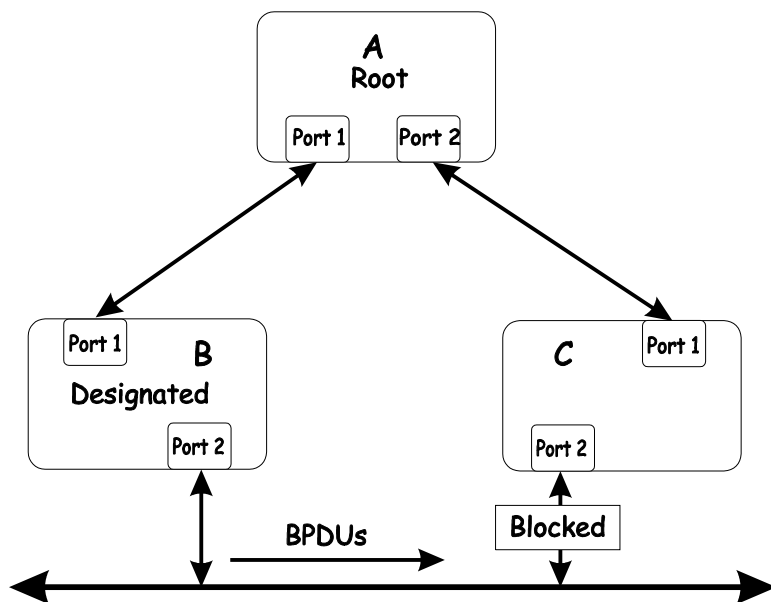 A
Root
Port 1
Port 2
Port 1
B
Designated
Port 2
C
Port 1
Port 2
Blocked
BPDUs